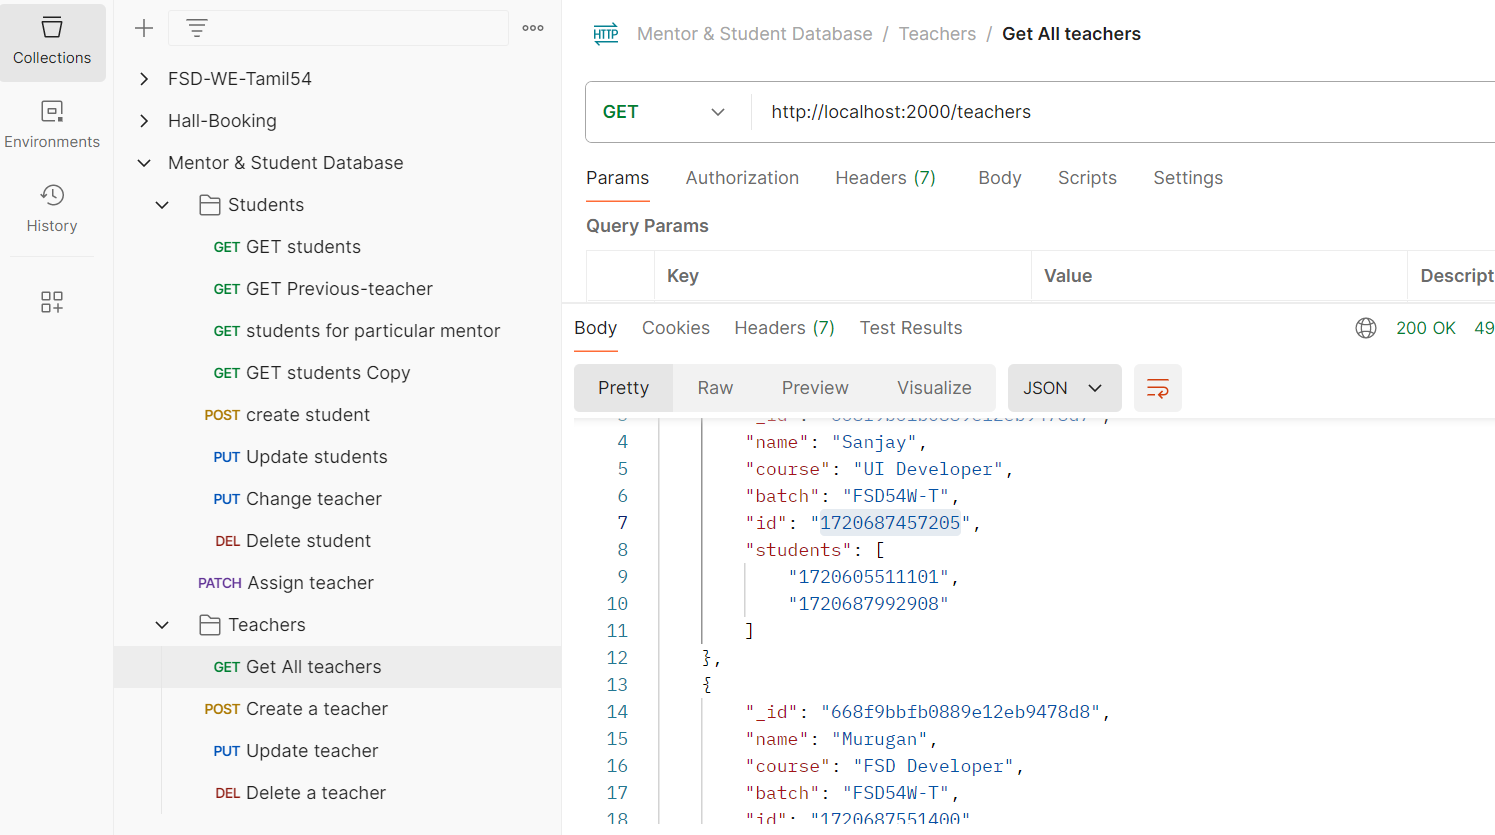 Collections
Environments
History
FSD-WE-Tamil54
Hall-Booking
Mentor & Student Database
Students
GET GET students
GET GET Previous-teacher
GET students for particular mentor
GET GET students Copy
POST create student
PUT Update students
PUT Change teacher
DEL Delete student
PATCH Assign teacher
Teachers
GET Get All teachers
POST Create a teacher
PUT Update teacher
DEL Delete a teacher
HTTP Mentor & Student Database / Teachers / Get All teachers
GET http://localhost:2000/teachers
Params Authorization Headers (7) Body Scripts Settings
Query Params
Key Value Descript
Body Cookies Headers (7) Test Results 200 OK 49
Pretty Raw Preview Visualize JSON
4 "name": "Sanjay",
5 "course": "UI Developer",
6 "batch": "FSD54W-T",
7 "id": "1720687457205",
8 "students": [
9 "1720605511101",
10 "1720687992908"
11 ]
12 },
13 {
14 "_id": "668f9bbfb0889e12eb9478d8",
15 "name": "Murugan",
16 "course": "FSD Developer",
17 "batch": "FSD54W-T",
18 "id": "1720687551400"